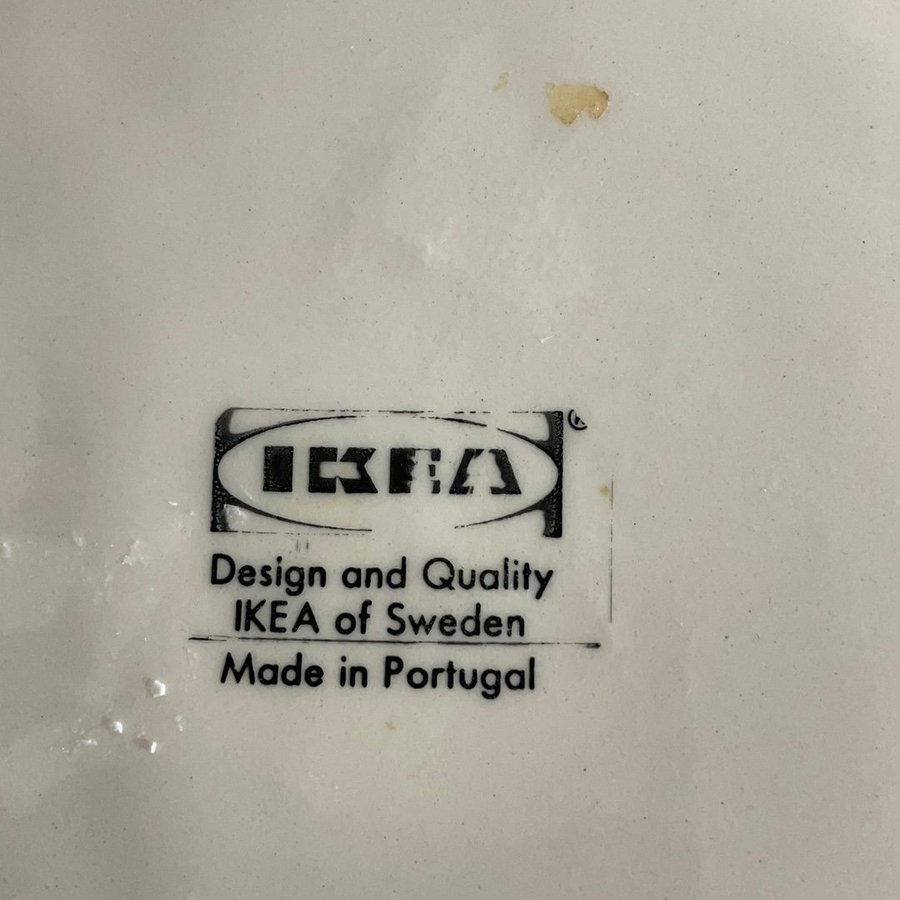 IKEA®
Design and Quality
IKEA of Sweden
Made in Portugal